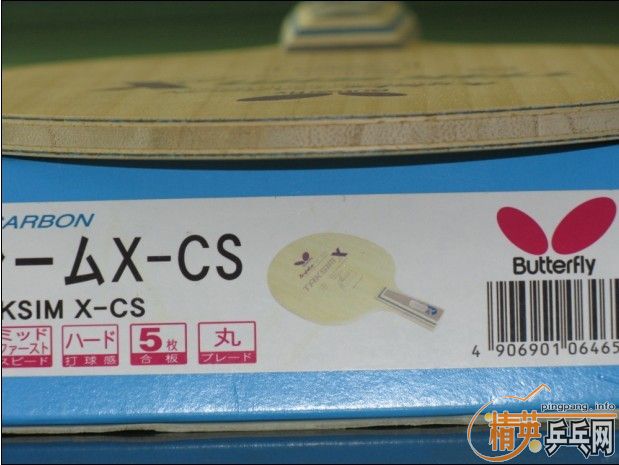 CARBON
ームX-CS
KSIM X-CS
ミッド
ファースト
スピード
ハード
打球感
5枚
合板
丸
ブレード
TAKSIM X
Butterfly
4 906901 06465
pingpang.info
精英乒乓网